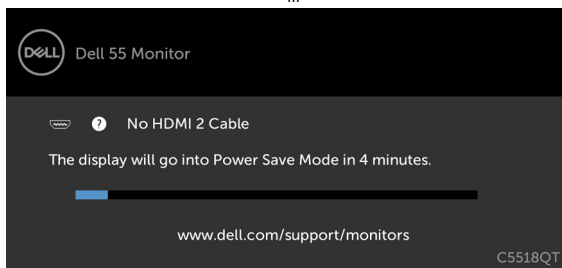 ...
DELL
Dell 55 Monitor
? No HDMI 2 Cable
The display will go into Power Save Mode in 4 minutes.
www.dell.com/support/monitors
C5518QT